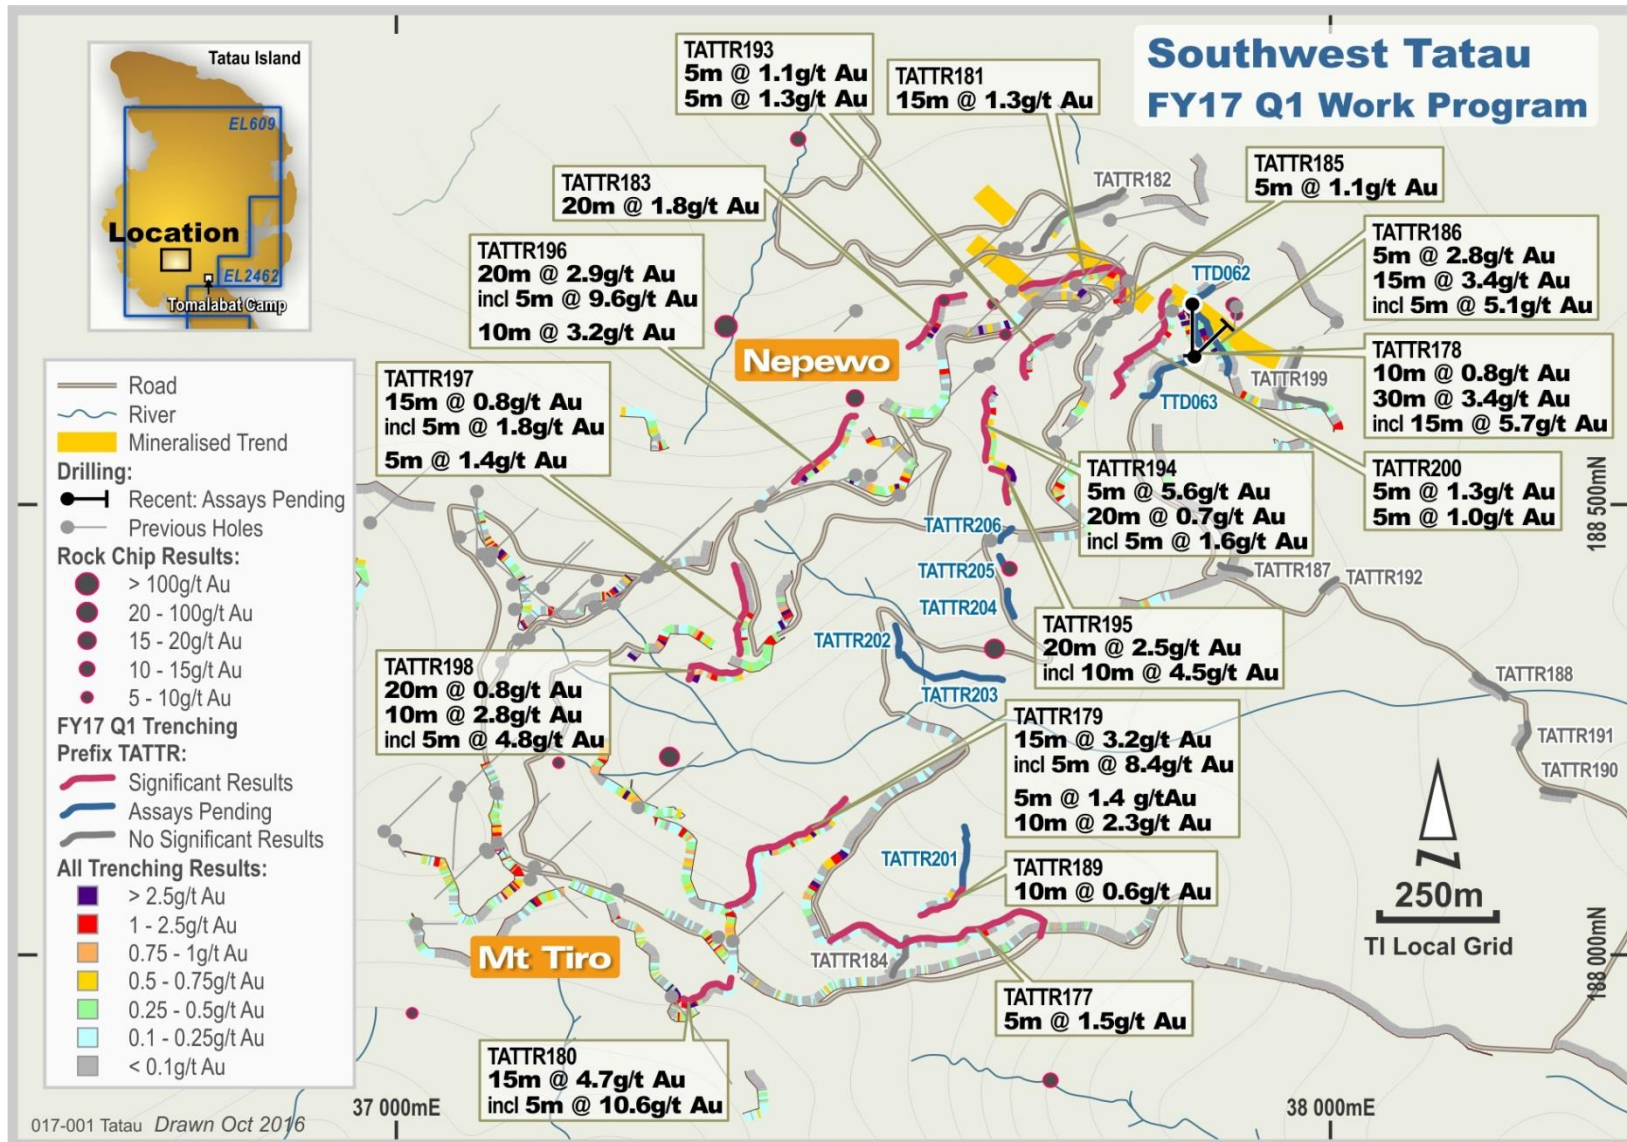 Southwest Tatau
FY17 Q1 Work Program
Tatau Island
EL609
Location
EL2462
Tomalabat Camp
TATTR193
5m @ 1.1g/t Au
5m @ 1.3g/t Au
TATTR181
15m @ 1.3g/t Au
TATTR182
TATTR185
5m @ 1.1g/t Au
TATTR183
20m @ 1.8g/t Au
TATTR186
5m @ 2.8g/t Au
15m @ 3.4g/t Au
incl 5m @ 5.1g/t Au
TATTR196
20m @ 2.9g/t Au
incl 5m @ 9.6g/t Au
10m @ 3.2g/t Au
TTD062
Nepewo
TATTR178
10m @ 0.8g/t Au
30m @ 3.4g/t Au
incl 15m @ 5.7g/t Au
TATTR199
TTD063
TATTR197
15m @ 0.8g/t Au
incl 5m @ 1.8g/t Au
5m @ 1.4g/t Au
TATTR194
5m @ 5.6g/t Au
20m @ 0.7g/t Au
incl 5m @ 1.6g/t Au
TATTR200
5m @ 1.3g/t Au
5m @ 1.0g/t Au
188 500mN
TATTR206
TATTR205
TATTR204
TATTR187
TATTR192
TATTR202
TATTR203
TATTR195
20m @ 2.5g/t Au
incl 10m @ 4.5g/t Au
TATTR198
20m @ 0.8g/t Au
10m @ 2.8g/t Au
incl 5m @ 4.8g/t Au
TATTR188
TATTR191
TATTR190
TATTR179
15m @ 3.2g/t Au
incl 5m @ 8.4g/t Au
5m @ 1.4 g/tAu
10m @ 2.3g/t Au
TATTR201
TATTR189
10m @ 0.6g/t Au
Mt Tiro
TATTR184
TATTR177
5m @ 1.5g/t Au
TATTR180
15m @ 4.7g/t Au
incl 5m @ 10.6g/t Au
N
250m
TI Local Grid
188 000mN
37 000mE
38 000mE
Road
River
Mineralised Trend
Drilling:
Recent: Assays Pending
Previous Holes
Rock Chip Results:
> 100g/t Au
20 - 100g/t Au
15 - 20g/t Au
10 - 15g/t Au
5 - 10g/t Au
FY17 Q1 Trenching
Prefix TATTR:
Significant Results
Assays Pending
No Significant Results
All Trenching Results:
> 2.5g/t Au
1 - 2.5g/t Au
0.75 - 1g/t Au
0.5 - 0.75g/t Au
0.25 - 0.5g/t Au
0.1 - 0.25g/t Au
< 0.1g/t Au
017-001 Tatau Drawn Oct 2016